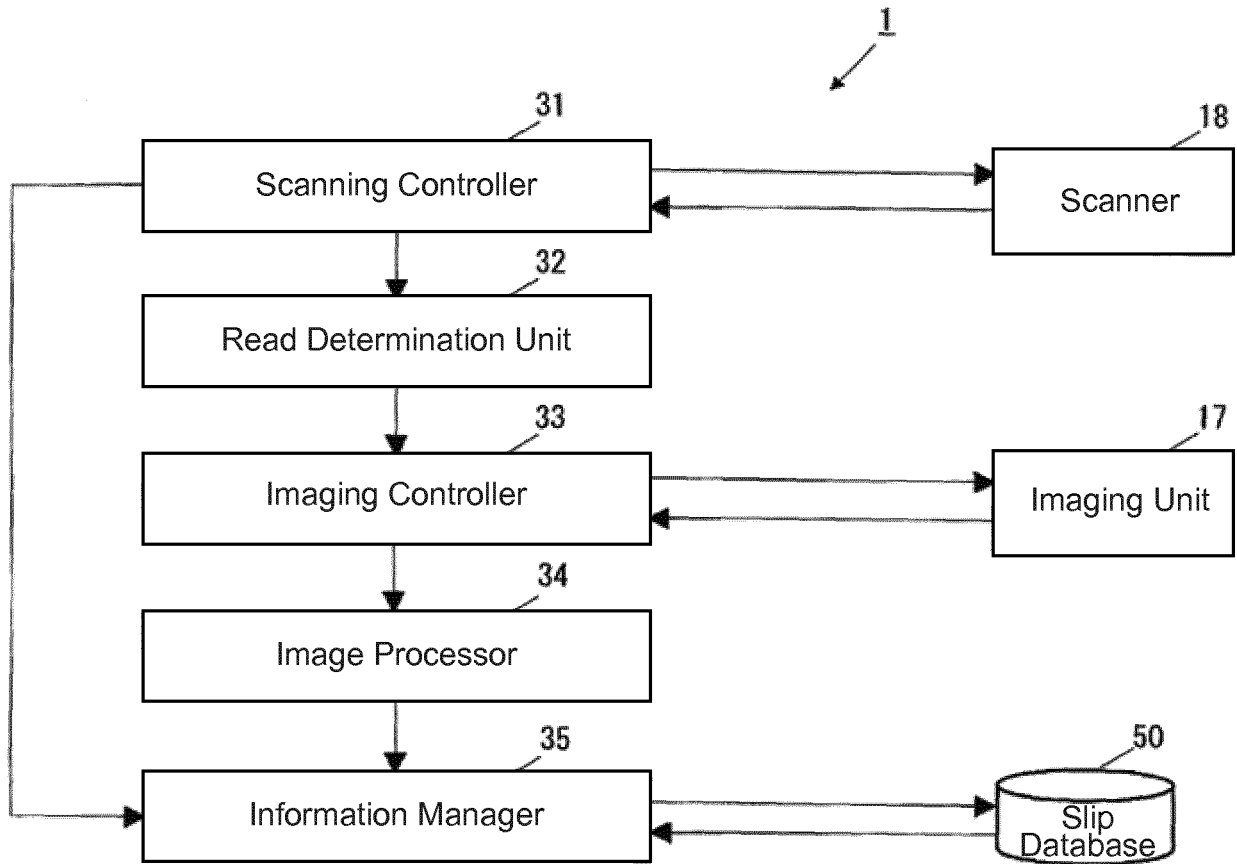 1
31
18
Scanning Controller
Scanner
32
Read Determination Unit
33
17
Imaging Controller
Imaging Unit
34
Image Processor
35
50
Information Manager
Slip
Database